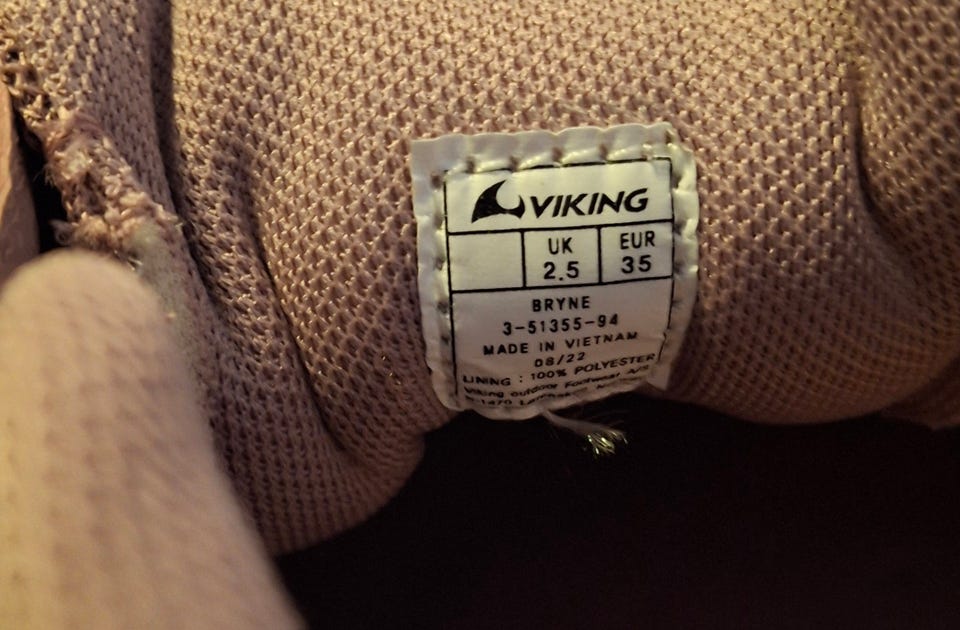 VIKING
UK EUR
2.5 35
BRYNE
3-51355-94
MADE IN VIETNAM
08/22
LINING : 100% POLYESTER
Viking outdoor Footwear A/S